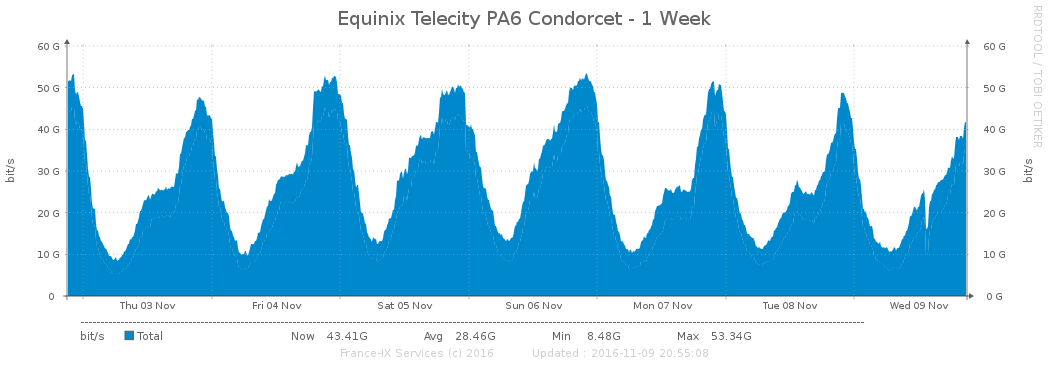 Equinix Telecity PA6 Condorcet - 1 Week
RRDTOOL / TOBI OETIKER
60 G 60 G
50 G 50 G
40 G 40 G
30 G 30 G
20 G 20 G
10 G 10 G
0 0 G
bit/s
bit/s
Thu 03 Nov Fri 04 Nov Sat 05 Nov Sun 06 Nov Mon 07 Nov Tue 08 Nov Wed 09 Nov
bit/s Total Now 43.41G Avg 28.46G Min 8.48G Max 53.34G
France-IX Services (c) 2016 Updated : 2016-11-09 20:55:08